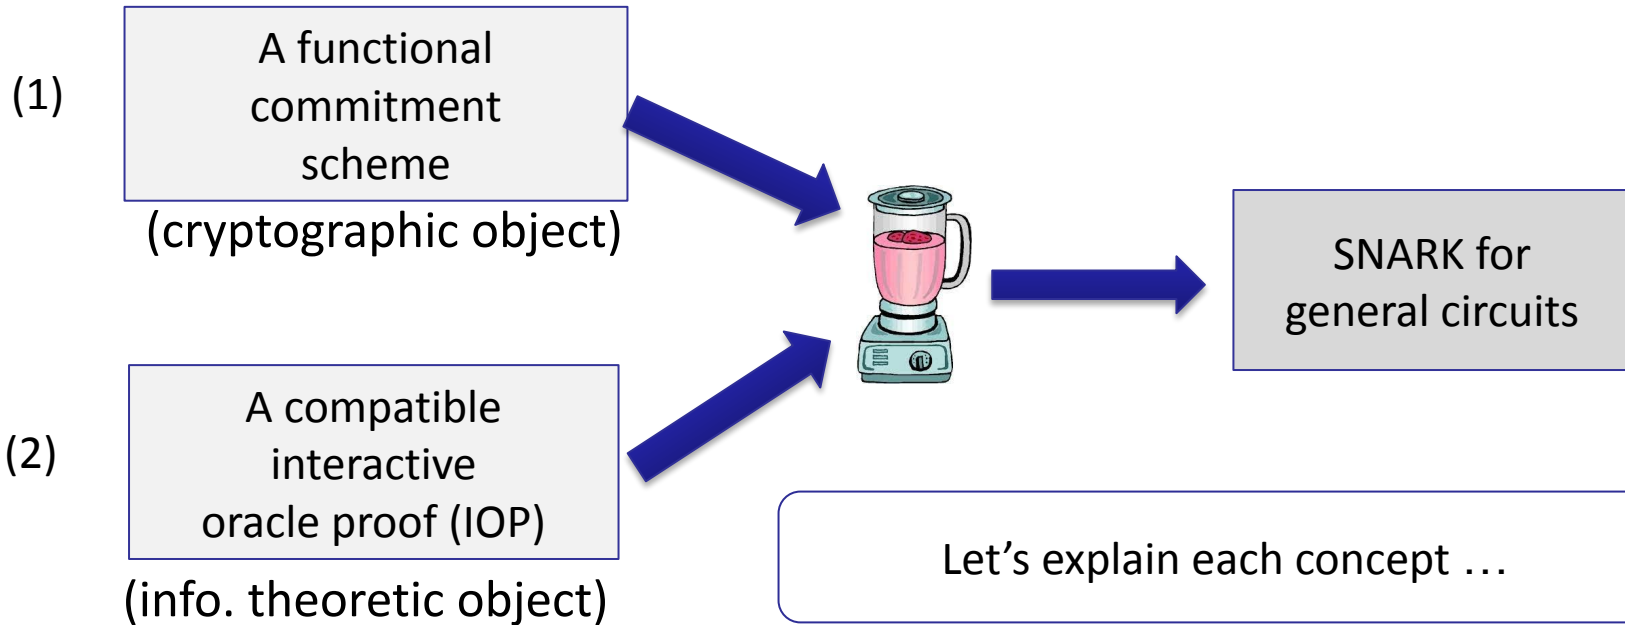 (1)
A functional
commitment
scheme
(cryptographic object)
(2)
A compatible
interactive
oracle proof (IOP)
(info. theoretic object)
SNARK for
general circuits
Let’s explain each concept …